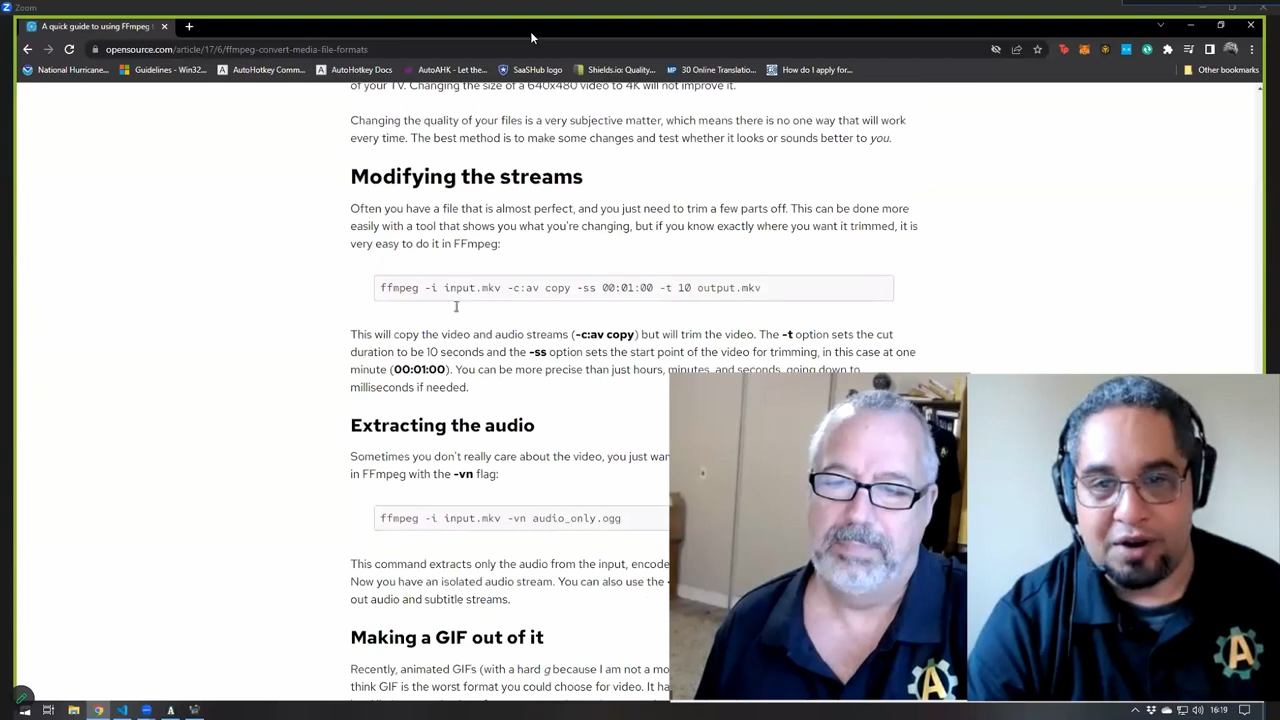 Zoom
A quick guide to using FFmpeg
opensource.com/article/17/6/ffmpeg-convert-media-file-formats
National Hurricane...
Guidelines - Win32...
AutoHotkey Comm...
AutoHotkey Docs
AutoAHK - Let the...
SaaSHub logo
Shields.io: Quality...
30 Online Translatio...
How do I apply for...
Other bookmarks
of your TV. Changing the size of a 640x480 video to 4K will not improve it.
Changing the quality of your files is a very subjective matter, which means there is no one way that will work
every time. The best method is to make some changes and test whether it looks or sounds better to you.
Modifying the streams
Often you have a file that is almost perfect, and you just need to trim a few parts off. This can be done more
easily with a tool that shows you what you're changing, but if you know exactly where you want it trimmed, it is
very easy to do it in FFmpeg:
ffmpeg -i input.mkv -c:av copy -ss 00:01:00 -t 10 output.mkv
This will copy the video and audio streams (-c:av copy) but will trim the video. The -t option sets the cut
duration to be 10 seconds and the -ss option sets the start point of the video for trimming, in this case at one
minute (00:01:00). You can be more precise than just hours, minutes, and seconds, going down to
milliseconds if needed.
Extracting the audio
Sometimes you don't really care about the video, you just
in FFmpeg with the -vn flag:
ffmpeg -i input.mkv -vn audio_only.ogg
This command extracts only the audio from the input,
Now you have an isolated audio stream. You can also use the
out audio and subtitle streams.
Making a GIF out of it
Recently, animated GIFs (with a hard g because I am not a
think GIF is the worst format you could choose for video. It
16:19
A
A